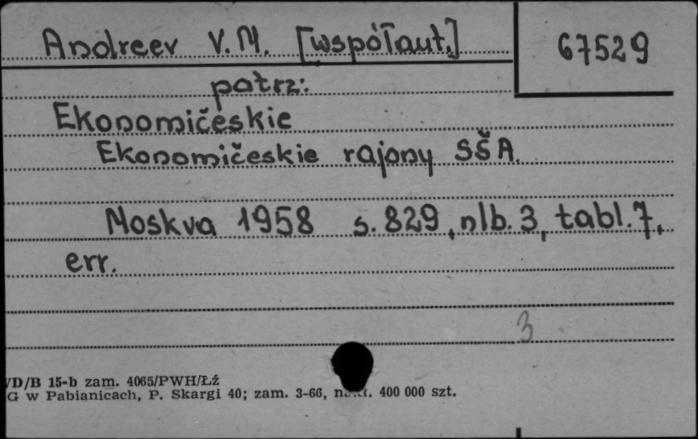 Andreev V.M. [współaut.] 67529
patrz:
Ekonomičeskie
Ekonomičeskie rajony SŠA.
Moskva 1958 s. 829, nlb. 3, tabl. 7,
err.
3
/D/B 15-b zam. 4065/PWH/Łź
G w Pabianicach, P. Skargi 40; zam. 3-66, 400 000 szt.